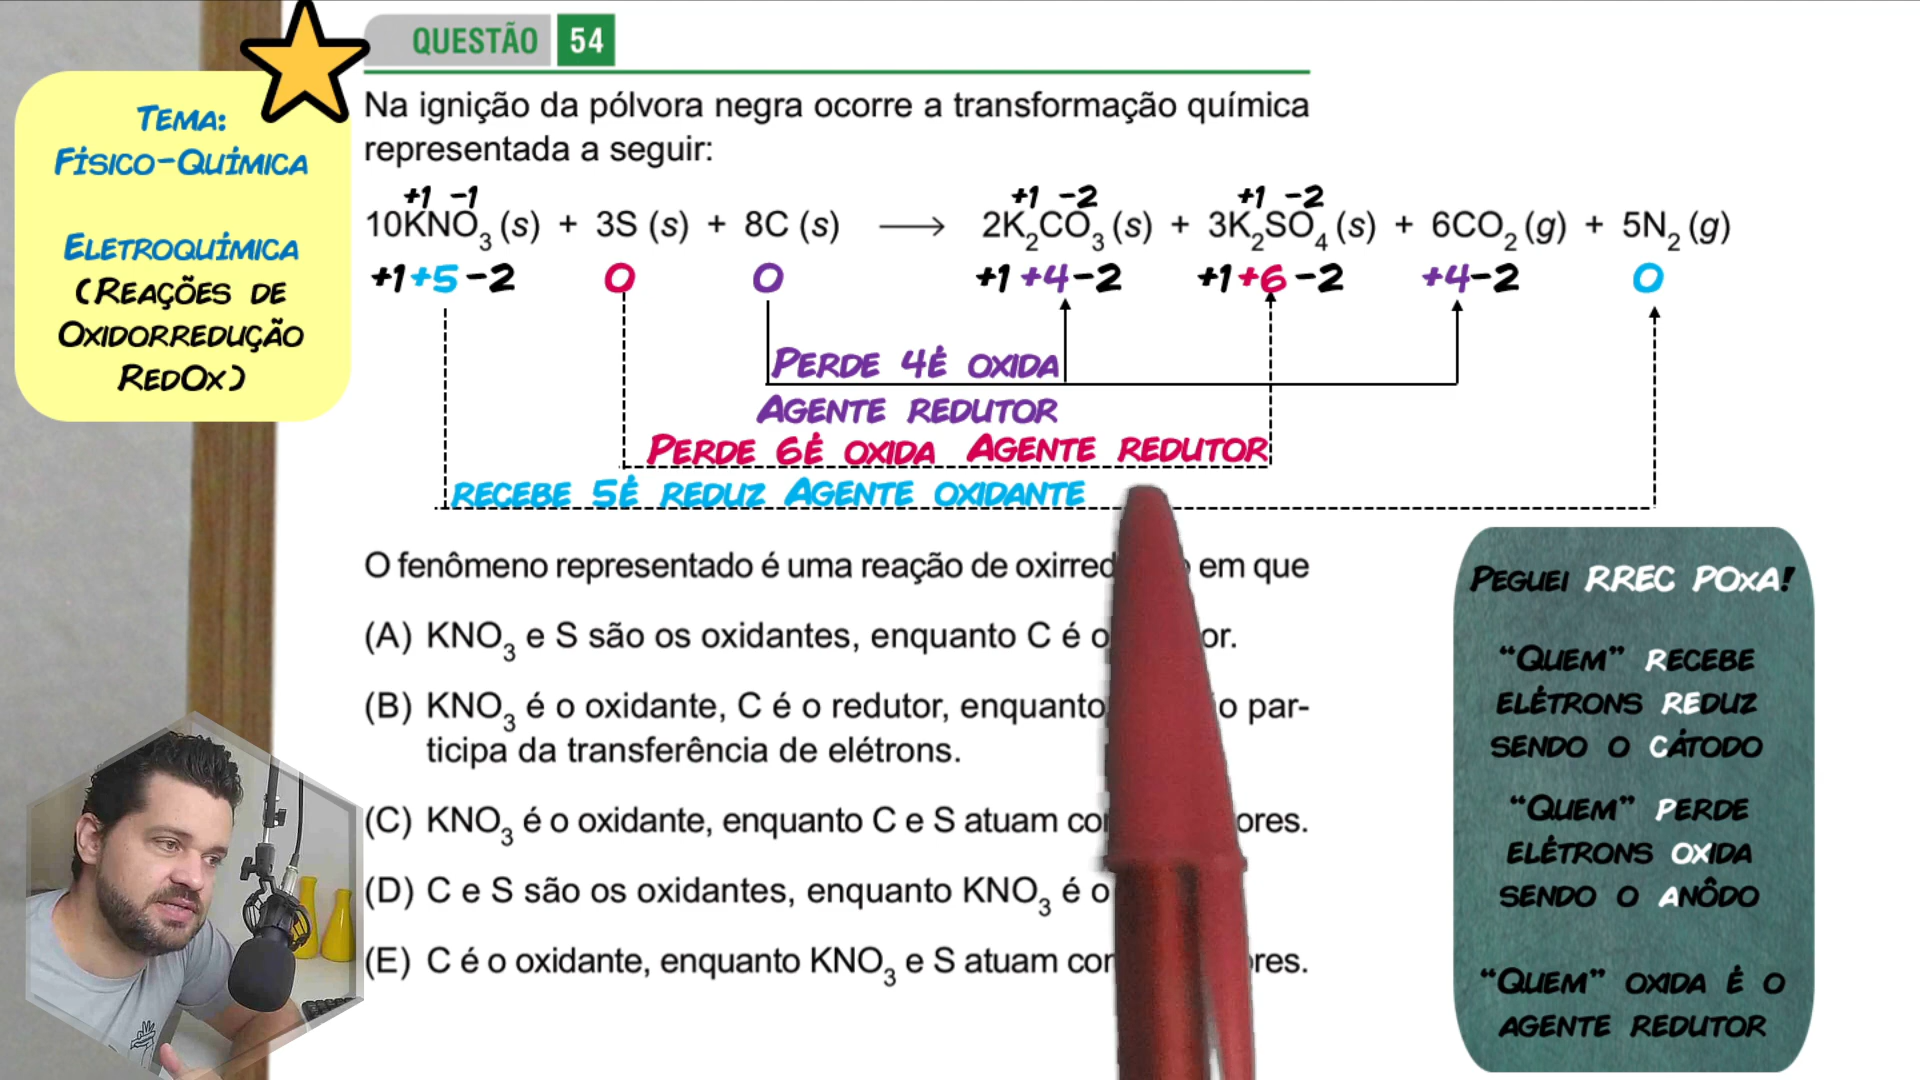 QUESTÃO 54
TEMA:
FÍSICO-QUÍMICA
ELETROQUÍMICA
(REAÇÕES DE
OXIDORREDUÇÃO
REDOX)
Na ignição da pólvora negra ocorre a transformação química
representada a seguir:
+1 -1 +1 -2 +1 -2
10KNO₃ (s) + 3S (s) + 8C (s) ⟶ 2K₂CO₃ (s) + 3K₂SO₄ (s) + 6CO₂ (g) + 5N₂ (g)
+1 +5 -2 0 0 +1 +4 -2 +1 +6 -2 +4 -2 0
PERDE 4É OXIDA
AGENTE REDUTOR
PERDE 6É OXIDA AGENTE REDUTOR
RECEBE 5É REDUZ AGENTE OXIDANTE
O fenômeno representado é uma reação de em que
(A) KNO₃ e S são os oxidantes, enquanto C é o
(B) KNO₃ é o oxidante, C é o redutor, enquanto par-
ticipa da transferência de elétrons.
(C) KNO₃ é o oxidante, enquanto C e S atuam
(D) C e S são os oxidantes, enquanto KNO₃ é o
(E) C é o oxidante, enquanto KNO₃ e S atuam
PEGUEI RREC POXA!
"QUEM" RECEBE
ELÉTRONS REDUZ
SENDO O CÁTODO
"QUEM" PERDE
ELÉTRONS OXIDA
SENDO O ANÔDO
"QUEM" OXIDA É O
AGENTE REDUTOR